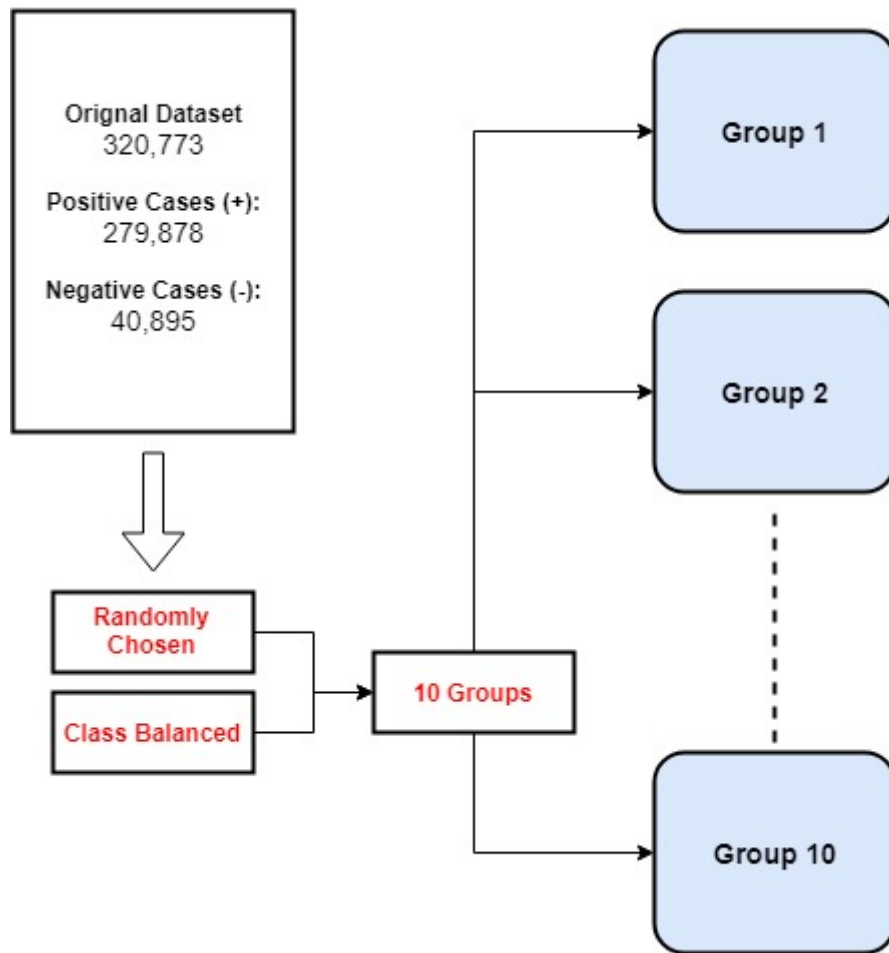 Orignal Dataset
320,773
Positive Cases (+):
279,878
Negative Cases (-):
40,895
Randomly
Chosen
Class Balanced
10 Groups
Group 1
Group 2
Group 10